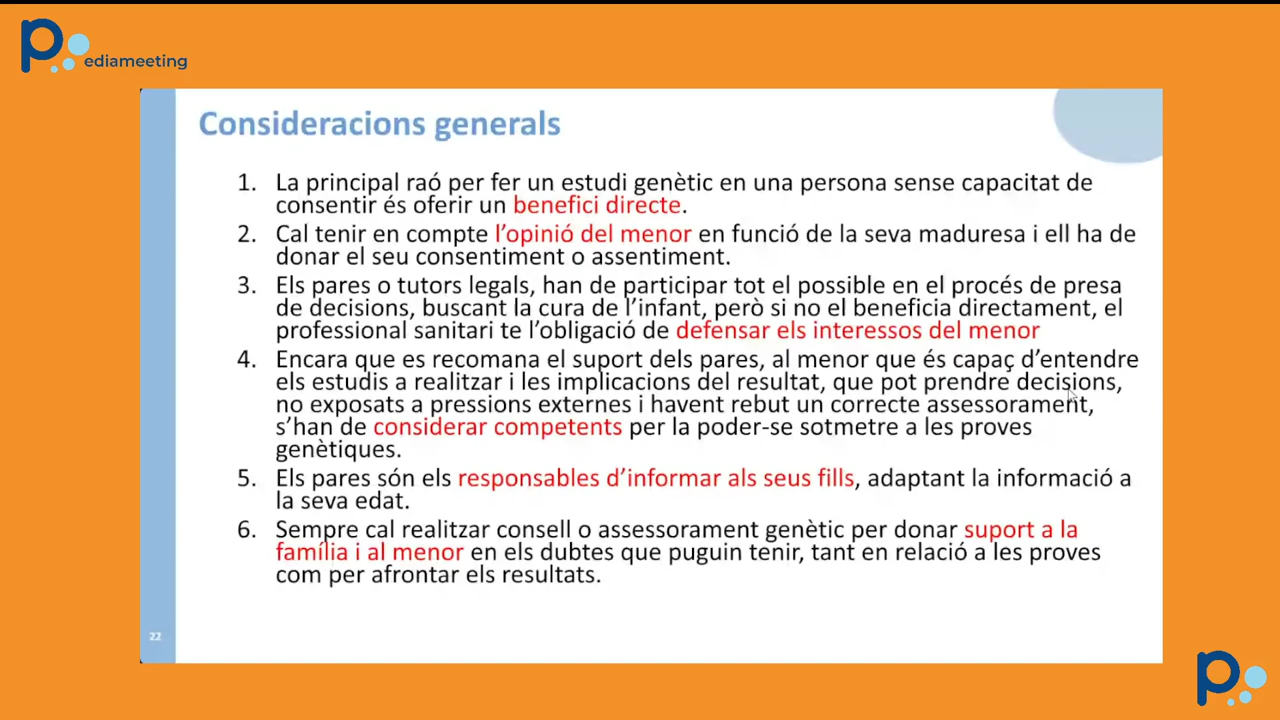 Pediameeting
Consideracions generals
1. La principal raó per fer un estudi genètic en una persona sense capacitat de
consentir és oferir un benefici directe.
2. Cal tenir en compte l’opinió del menor en funció de la seva maduresa i ell ha de
donar el seu consentiment o assentiment.
3. Els pares o tutors legals, han de participar tot el possible en el procés de presa
de decisions, buscant la cura de l’infant, però si no el beneficia directament, el
professional sanitari te l’obligació de defensar els interessos del menor
4. Encara que es recomana el suport dels pares, al menor que és capaç d’entendre
els estudis a realitzar i les implicacions del resultat, que pot prendre decisions,
no exposats a pressions externes i havent rebut un correcte assessorament,
s’han de considerar competents per la poder-se sotmetre a les proves
genètiques.
5. Els pares són els responsables d’informar als seus fills, adaptant la informació a
la seva edat.
6. Sempre cal realitzar consell o assessorament genètic per donar suport a la
família i al menor en els dubtes que puguin tenir, tant en relació a les proves
com per afrontar els resultats.
22
p